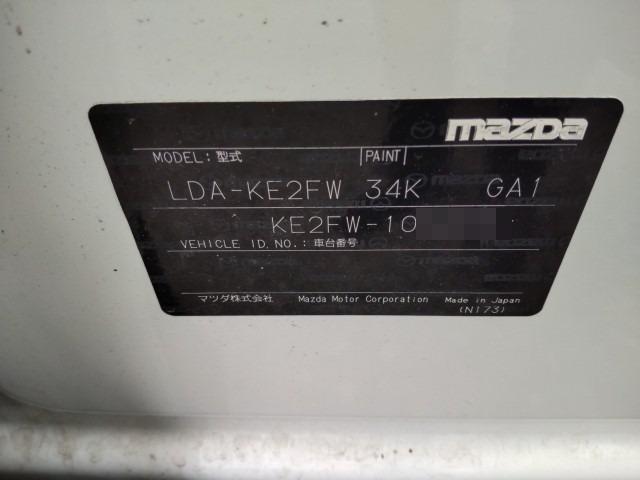 mazda
MODEL:型式 PAINT
LDA-KE2FW 34K GA1
KE2FW-10
VEHICLE ID.NO.:車台番号
マツダ株式会社 Mazda Motor Corporation Made in Japan
(N173)